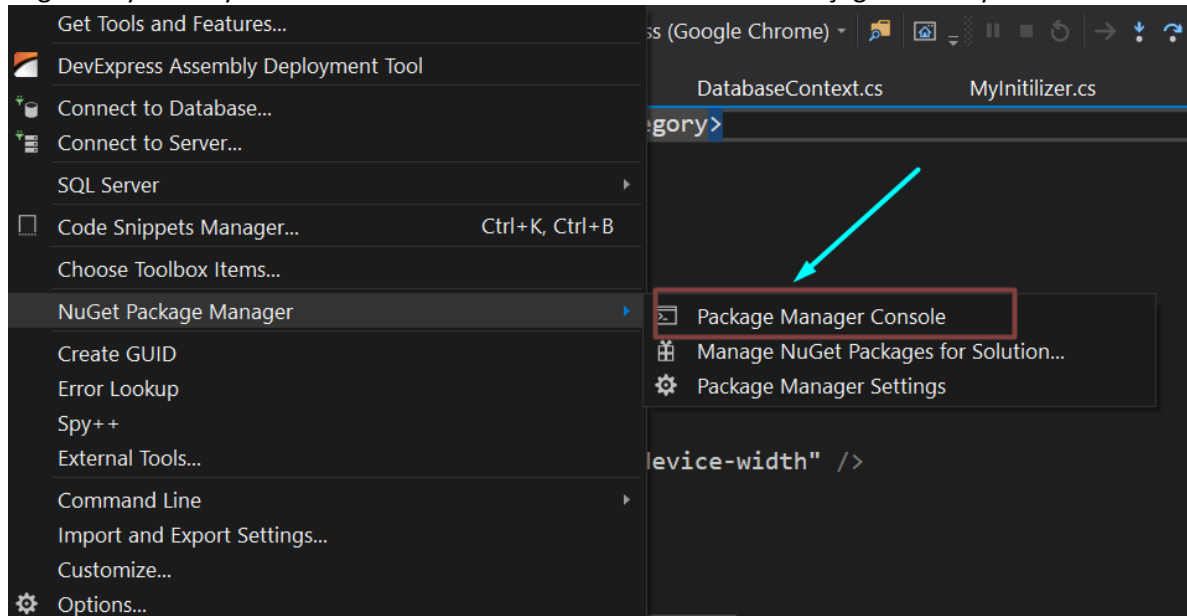 Get Tools and Features...
ss (Google Chrome)
DevExpress Assembly Deployment Tool
DatabaseContext.cs MyInitilizer.cs
Connect to Database...
egory>
Connect to Server...
SQL Server
Code Snippets Manager... Ctrl+K, Ctrl+B
Choose Toolbox Items...
NuGet Package Manager
Package Manager Console
Manage NuGet Packages for Solution...
Package Manager Settings
Create GUID
Error Lookup
Spy++
External Tools...
device-width" />
Command Line
Import and Export Settings...
Customize...
Options...